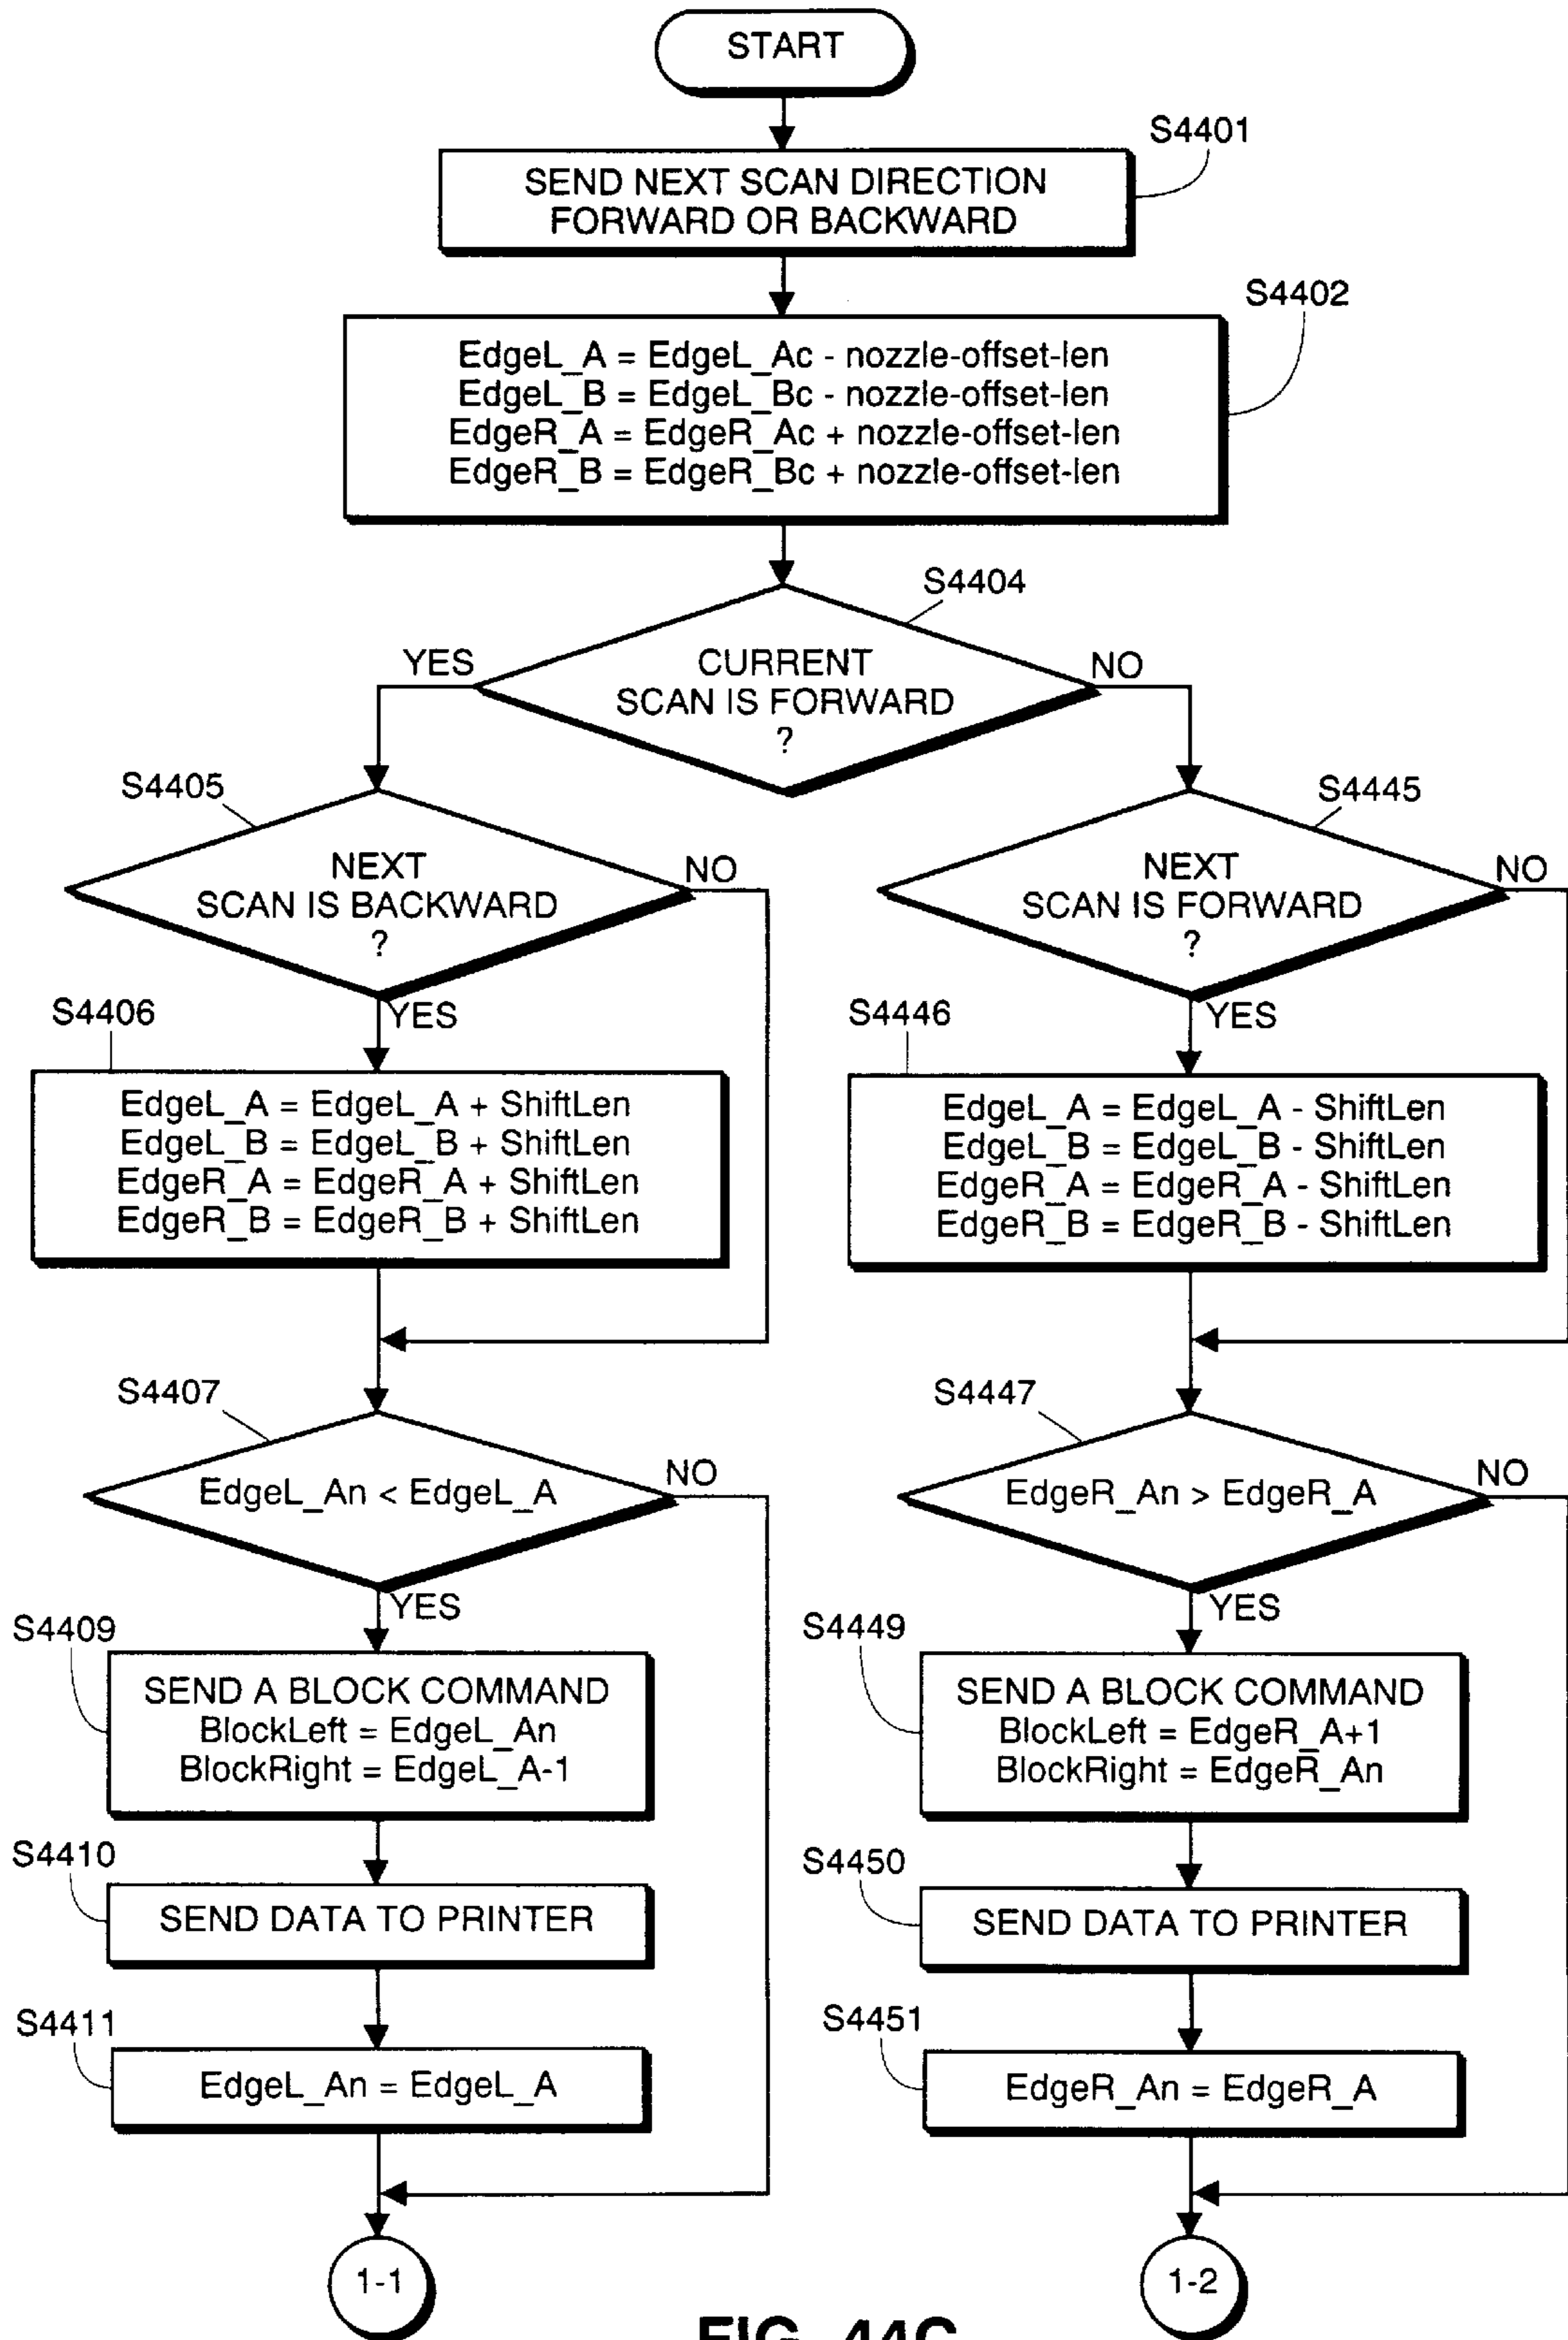 START
S4401
SEND NEXT SCAN DIRECTION
FORWARD OR BACKWARD
S4402
EdgeL_A = EdgeL_Ac - nozzle-offset-len
EdgeL_B = EdgeL_Bc - nozzle-offset-len
EdgeR_A = EdgeR_Ac + nozzle-offset-len
EdgeR_B = EdgeR_Bc + nozzle-offset-len
S4404
YES
CURRENT
SCAN IS FORWARD
?
NO
S4405
NEXT
SCAN IS BACKWARD
?
NO
YES
S4445
NEXT
SCAN IS FORWARD
?
NO
YES
S4406
EdgeL_A = EdgeL_A + ShiftLen
EdgeL_B = EdgeL_B + ShiftLen
EdgeR_A = EdgeR_A + ShiftLen
EdgeR_B = EdgeR_B + ShiftLen
S4446
EdgeL_A = EdgeL_A - ShiftLen
EdgeL_B = EdgeL_B - ShiftLen
EdgeR_A = EdgeR_A - ShiftLen
EdgeR_B = EdgeR_B - ShiftLen
S4407
EdgeL_An < EdgeL_A
NO
YES
S4447
EdgeR_An > EdgeR_A
NO
YES
S4409
SEND A BLOCK COMMAND
BlockLeft = EdgeL_An
BlockRight = EdgeL_A-1
S4449
SEND A BLOCK COMMAND
BlockLeft = EdgeR_A+1
BlockRight = EdgeR_An
S4410
SEND DATA TO PRINTER
S4450
SEND DATA TO PRINTER
S4411
EdgeL_An = EdgeL_A
S4451
EdgeR_An = EdgeR_A
1-1
1-2
FIG. 44C